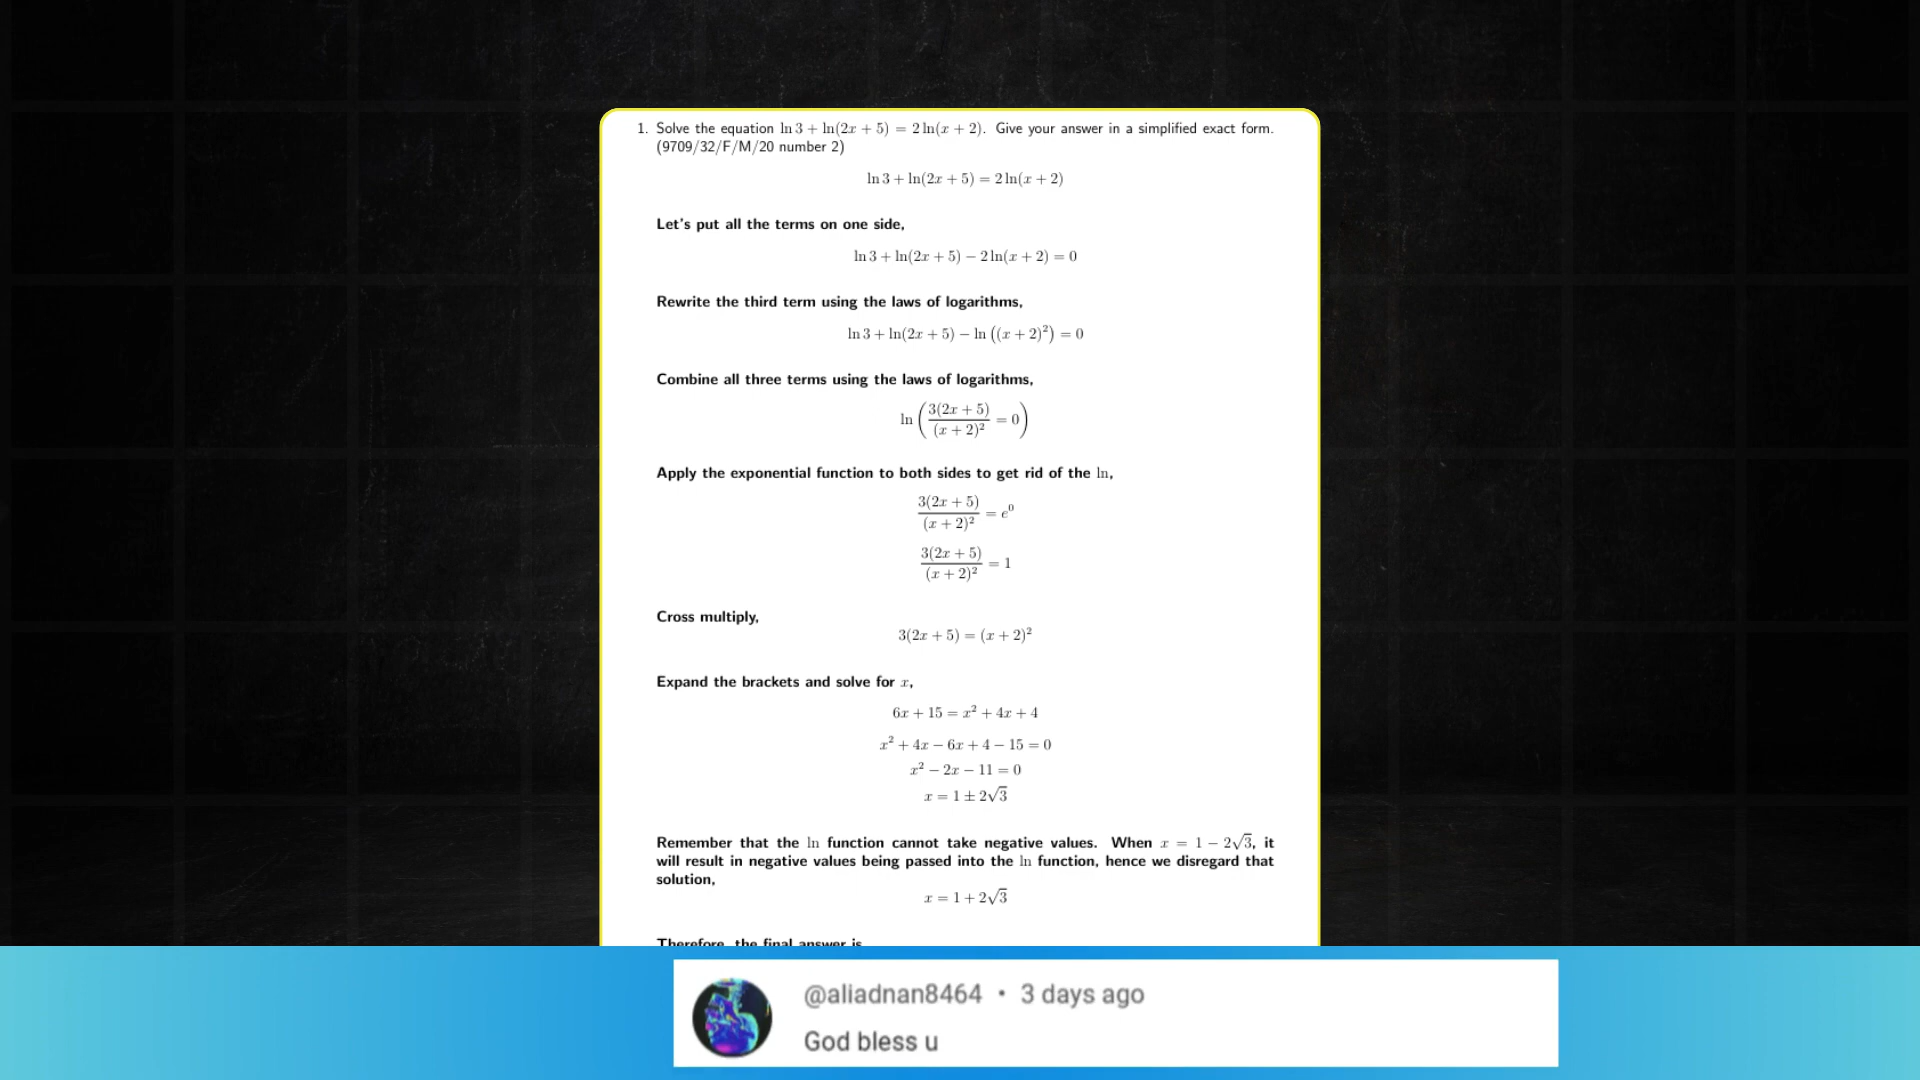 1. Solve the equation ln 3 + ln(2x + 5) = 2 ln(x + 2). Give your answer in a simplified exact form.
(9709/32/F/M/20 number 2)
ln 3 + ln(2x + 5) = 2 ln(x + 2)
Let's put all the terms on one side,
ln 3 + ln(2x + 5) − 2 ln(x + 2) = 0
Rewrite the third term using the laws of logarithms,
ln 3 + ln(2x + 5) − ln ((x + 2)²) = 0
Combine all three terms using the laws of logarithms,
ln (3(2x + 5)/(x + 2)² = 0)
Apply the exponential function to both sides to get rid of the ln,
3(2x + 5)/(x + 2)² = e⁰
3(2x + 5)/(x + 2)² = 1
Cross multiply,
3(2x + 5) = (x + 2)²
Expand the brackets and solve for x,
6x + 15 = x² + 4x + 4
x² + 4x − 6x + 4 − 15 = 0
x² − 2x − 11 = 0
x = 1 ± 2√3
Remember that the ln function cannot take negative values. When x = 1 − 2√3, it
will result in negative values being passed into the ln function, hence we disregard that
solution,
x = 1 + 2√3
Therefore, the final answer is
@aliadnan8464 • 3 days ago
God bless u